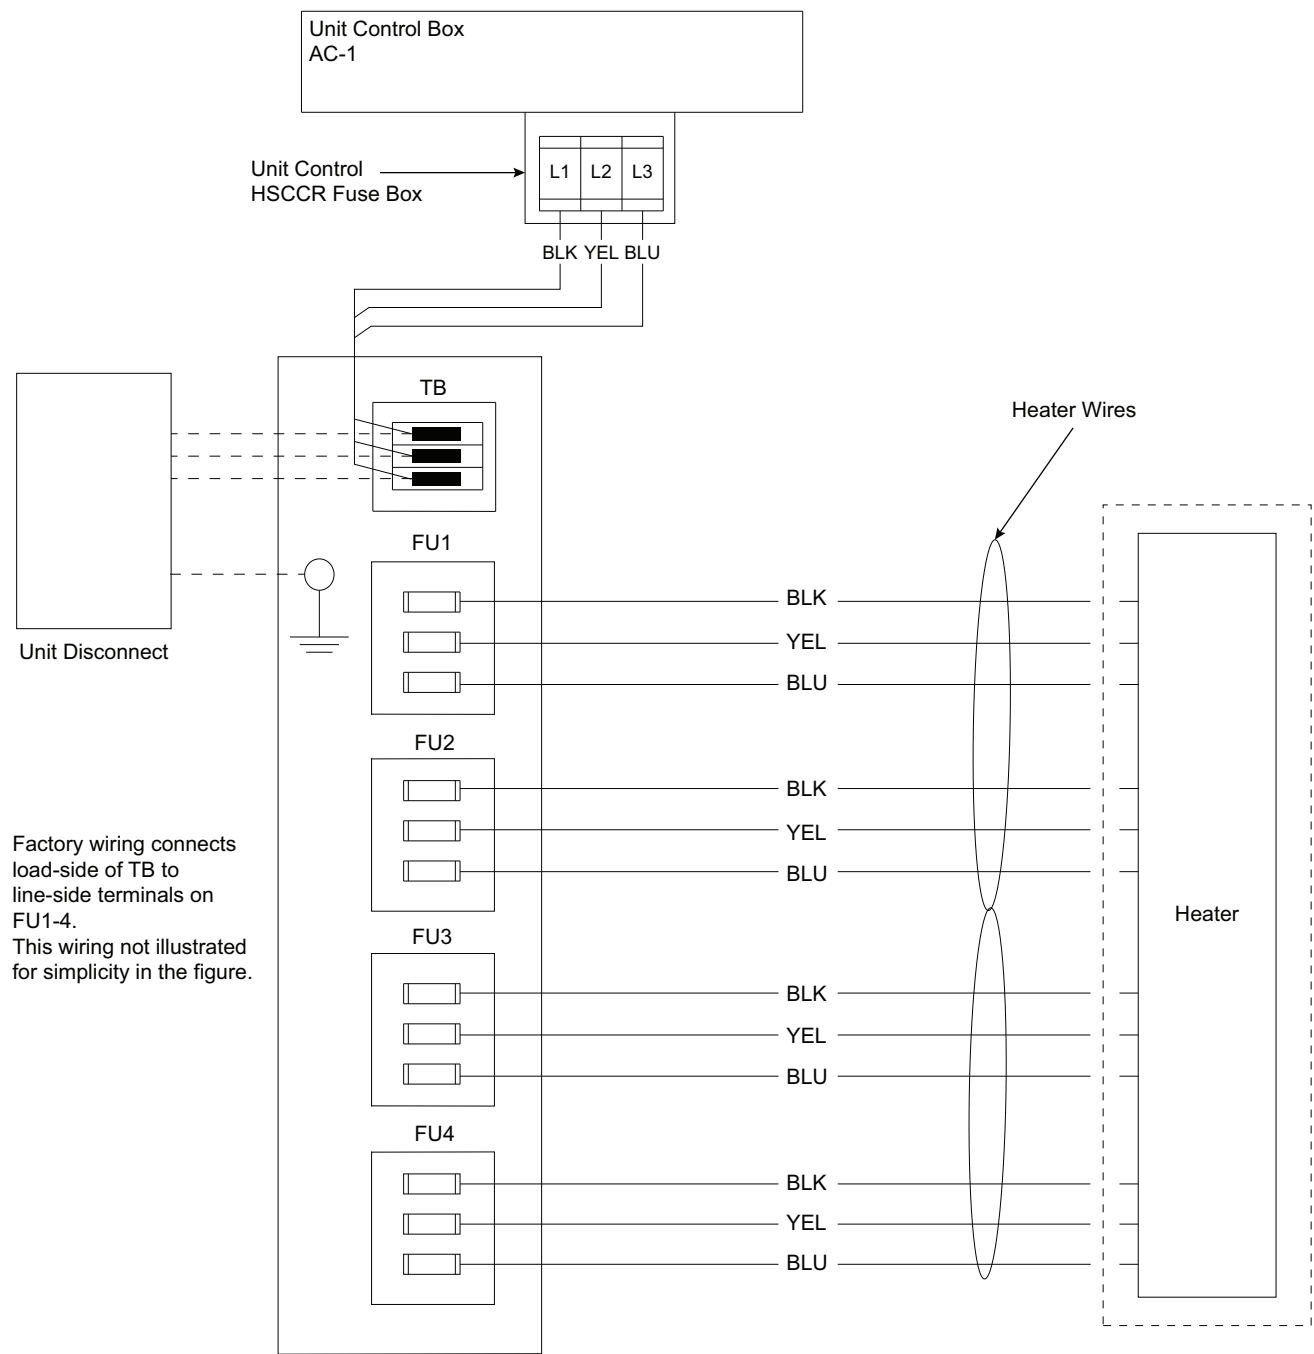 Unit Control Box
AC-1
Unit Control
HSCCR Fuse Box
L1 L2 L3
BLK YEL BLU
TB
Heater Wires
FU1
BLK
YEL
BLU
Unit Disconnect
FU2
BLK
YEL
BLU
Factory wiring connects
load-side of TB to
line-side terminals on
FU1-4.
This wiring not illustrated
for simplicity in the figure.
Heater
FU3
BLK
YEL
BLU
FU4
BLK
YEL
BLU